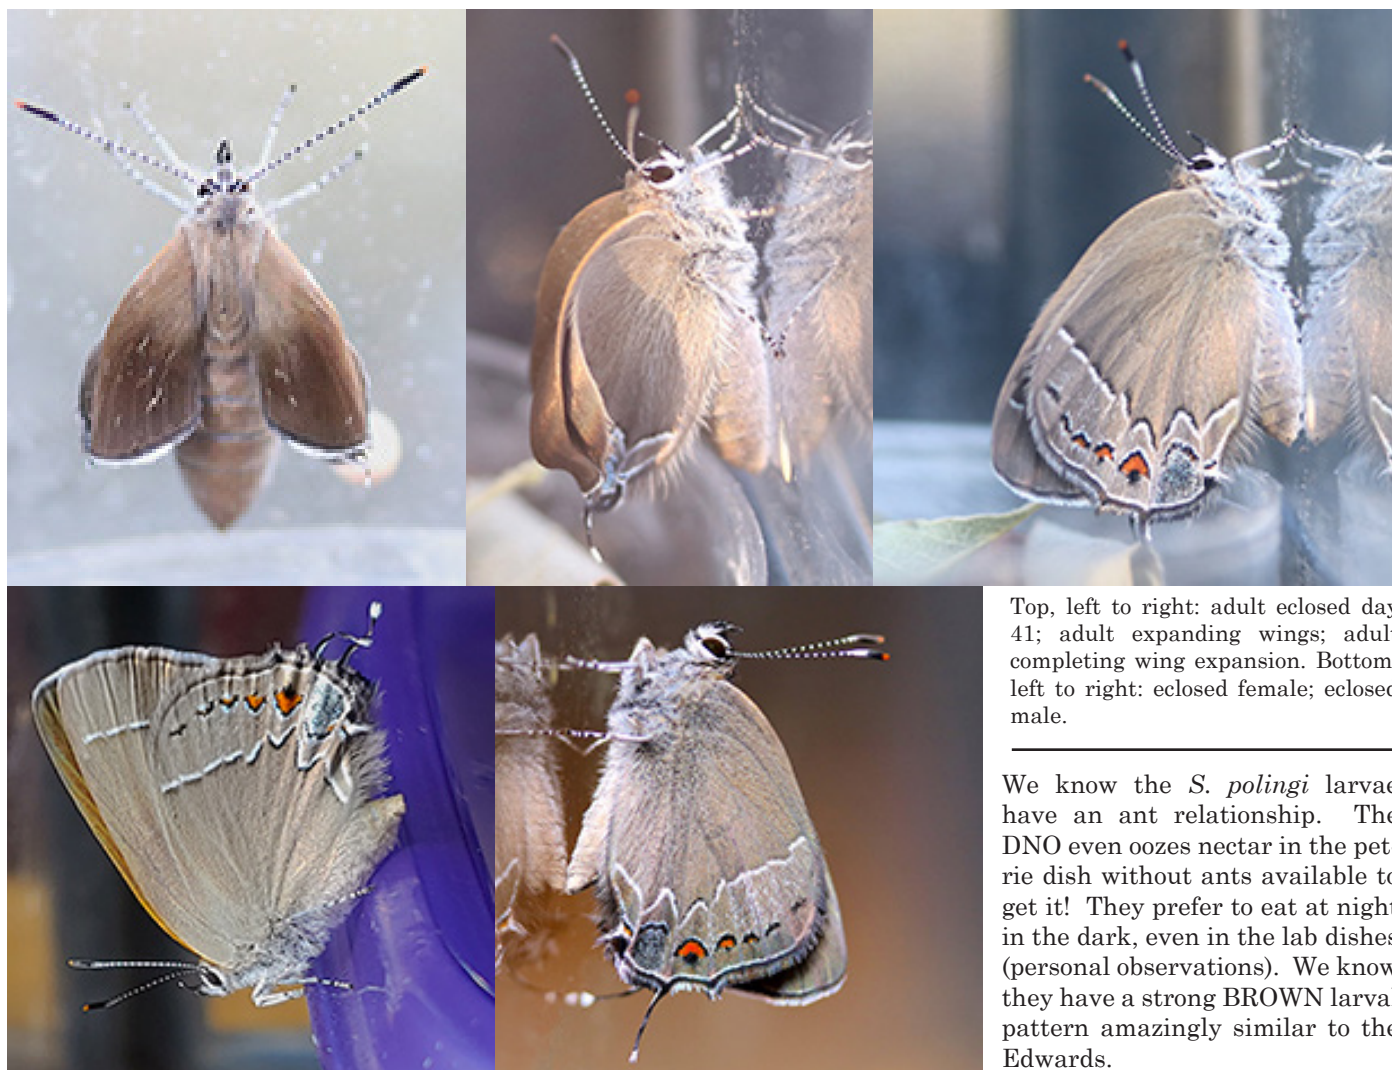 Top, left to right: adult eclosed day
41; adult expanding wings; adult
completing wing expansion. Bottom,
left to right: eclosed female; eclosed
male.
We know the S. polingi larvae
have an ant relationship. The
DNO even oozes nectar in the pet-
rie dish without ants available to
get it! They prefer to eat at night
in the dark, even in the lab dishes
(personal observations). We know
they have a strong BROWN larval
pattern amazingly similar to the
Edwards.